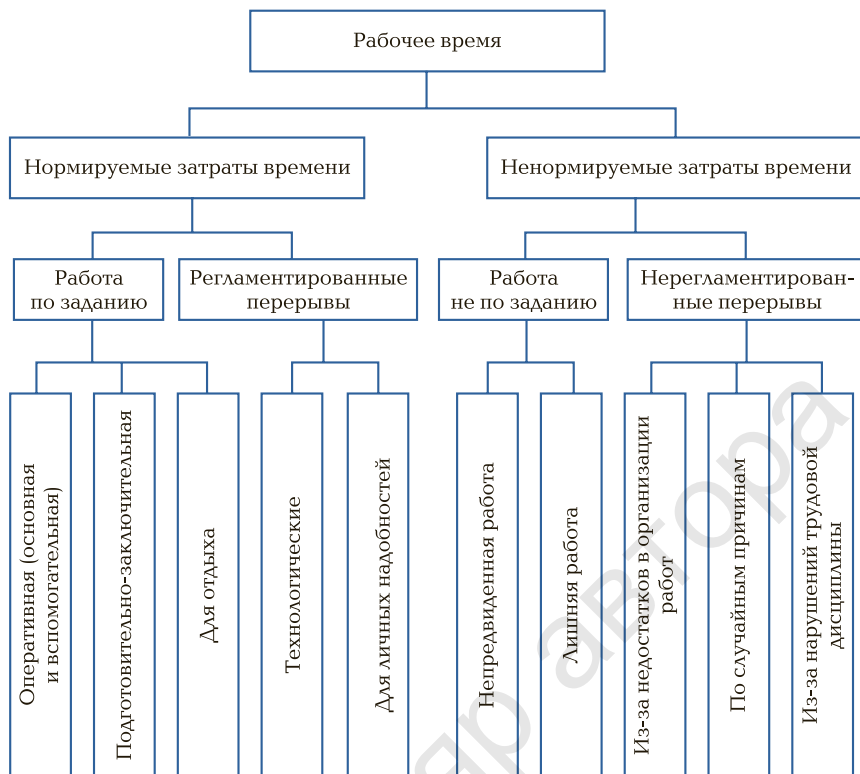 Рабочее время
Нормируемые затраты времени
Ненормируемые затраты времени
Работа
по заданию
Регламентированные
перерывы
Работа
не по заданию
Нерегламентирован-
ные перерывы
Оперативная (основная
и вспомогательная)
Подготовительно-заключительная
Для отдыха
Технологические
Для личных надобностей
Непредвиденная работа
Лишняя работа
Из-за недостатков в организации
работ
По случайным причинам
Из-за нарушений трудовой
дисциплины
автора